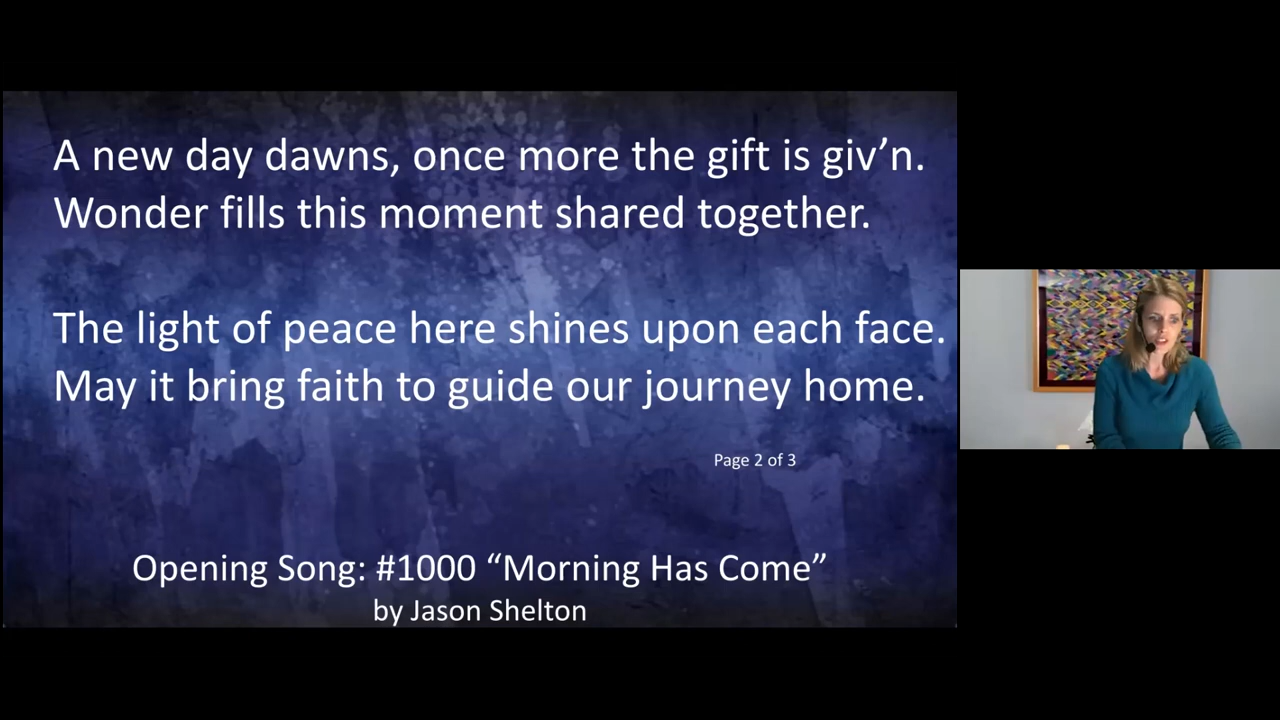 A new day dawns, once more the gift is giv’n.
Wonder fills this moment shared together.
The light of peace here shines upon each face.
May it bring faith to guide our journey home.
Page 2 of 3
Opening Song: #1000 “Morning Has Come”
by Jason Shelton